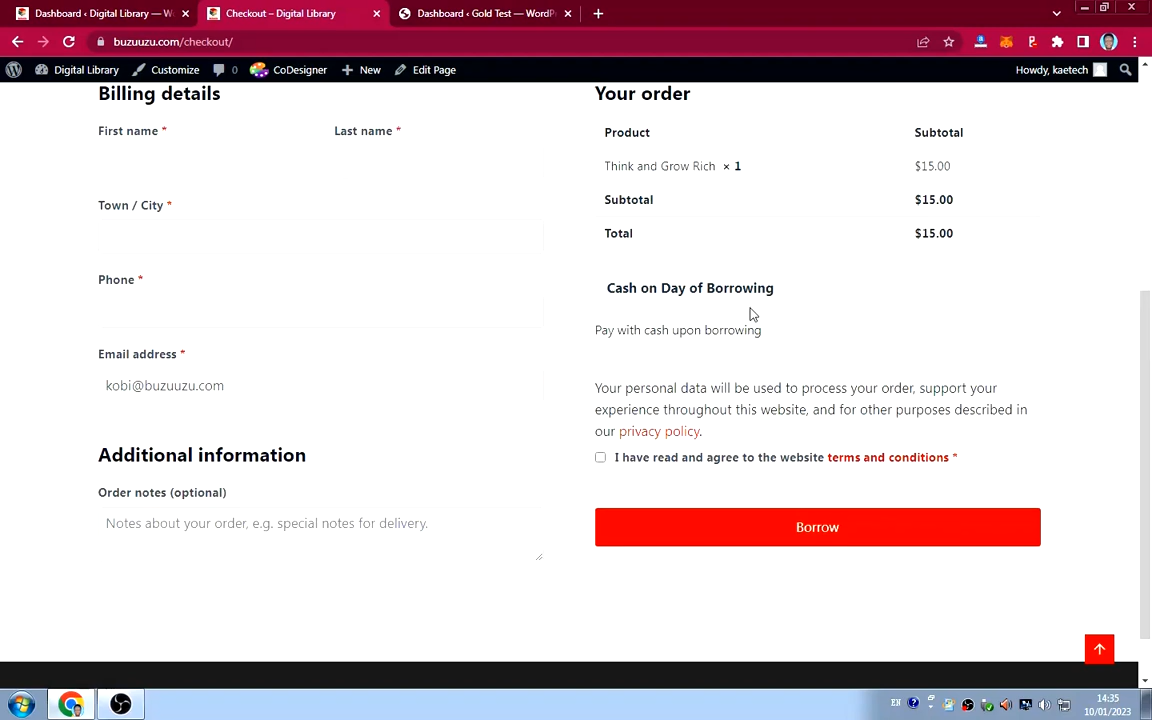 Dashboard ‹ Digital Library — W
Checkout – Digital Library
Dashboard ‹ Gold Test — WordP
buzuuzu.com/checkout/
Digital Library
Customize
0
CoDesigner
New
Edit Page
Howdy, kaetech
Billing details
First name *
Last name *
Town / City *
Phone *
Email address *
kobi@buzuuzu.com
Additional information
Order notes (optional)
Notes about your order, e.g. special notes for delivery.
Your order
Product Subtotal
Think and Grow Rich × 1 $15.00
Subtotal $15.00
Total $15.00
Cash on Day of Borrowing
Pay with cash upon borrowing
Your personal data will be used to process your order, support your
experience throughout this website, and for other purposes described in
our privacy policy.
I have read and agree to the website terms and conditions *
Borrow
EN
14:35
10/01/2023